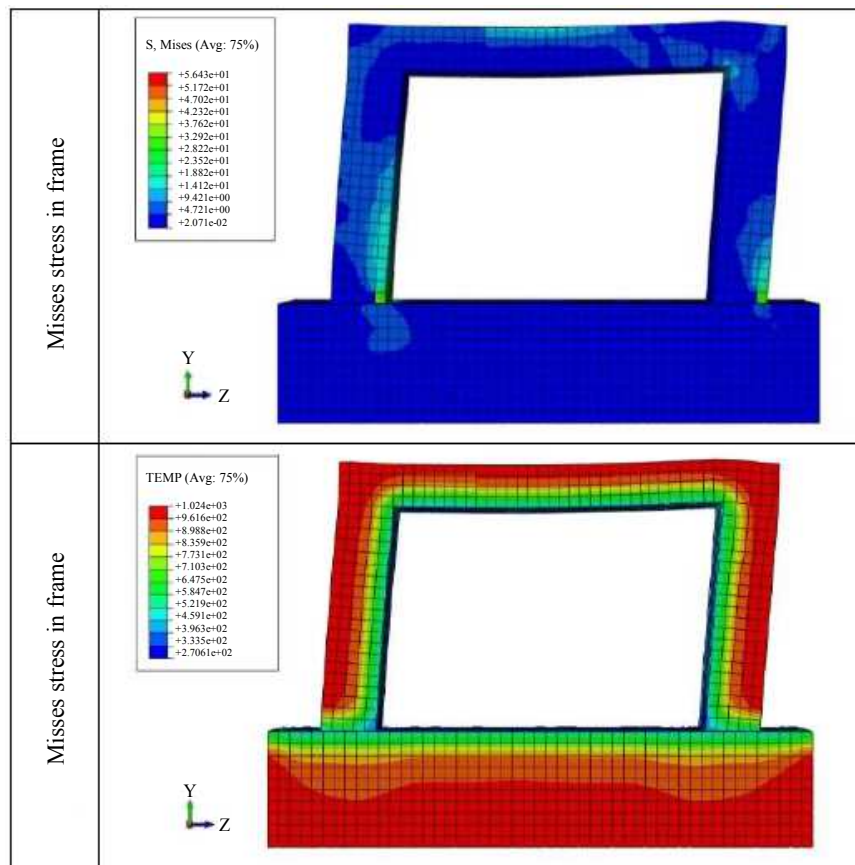 Misses stress in frame
S, Mises (Avg: 75%)
+5.643e+01
+5.172e+01
+4.702e+01
+4.232e+01
+3.762e+01
+3.292e+01
+2.822e+01
+2.352e+01
+1.882e+01
+1.412e+01
+9.421e+00
+4.721e+00
+2.071e-02
Y
Z
Misses stress in frame
TEMP (Avg: 75%)
+1.024e+03
+9.616e+02
+8.988e+02
+8.359e+02
+7.731e+02
+7.103e+02
+6.475e+02
+5.847e+02
+5.219e+02
+4.591e+02
+3.963e+02
+3.335e+02
+2.7061e+02
Y
Z